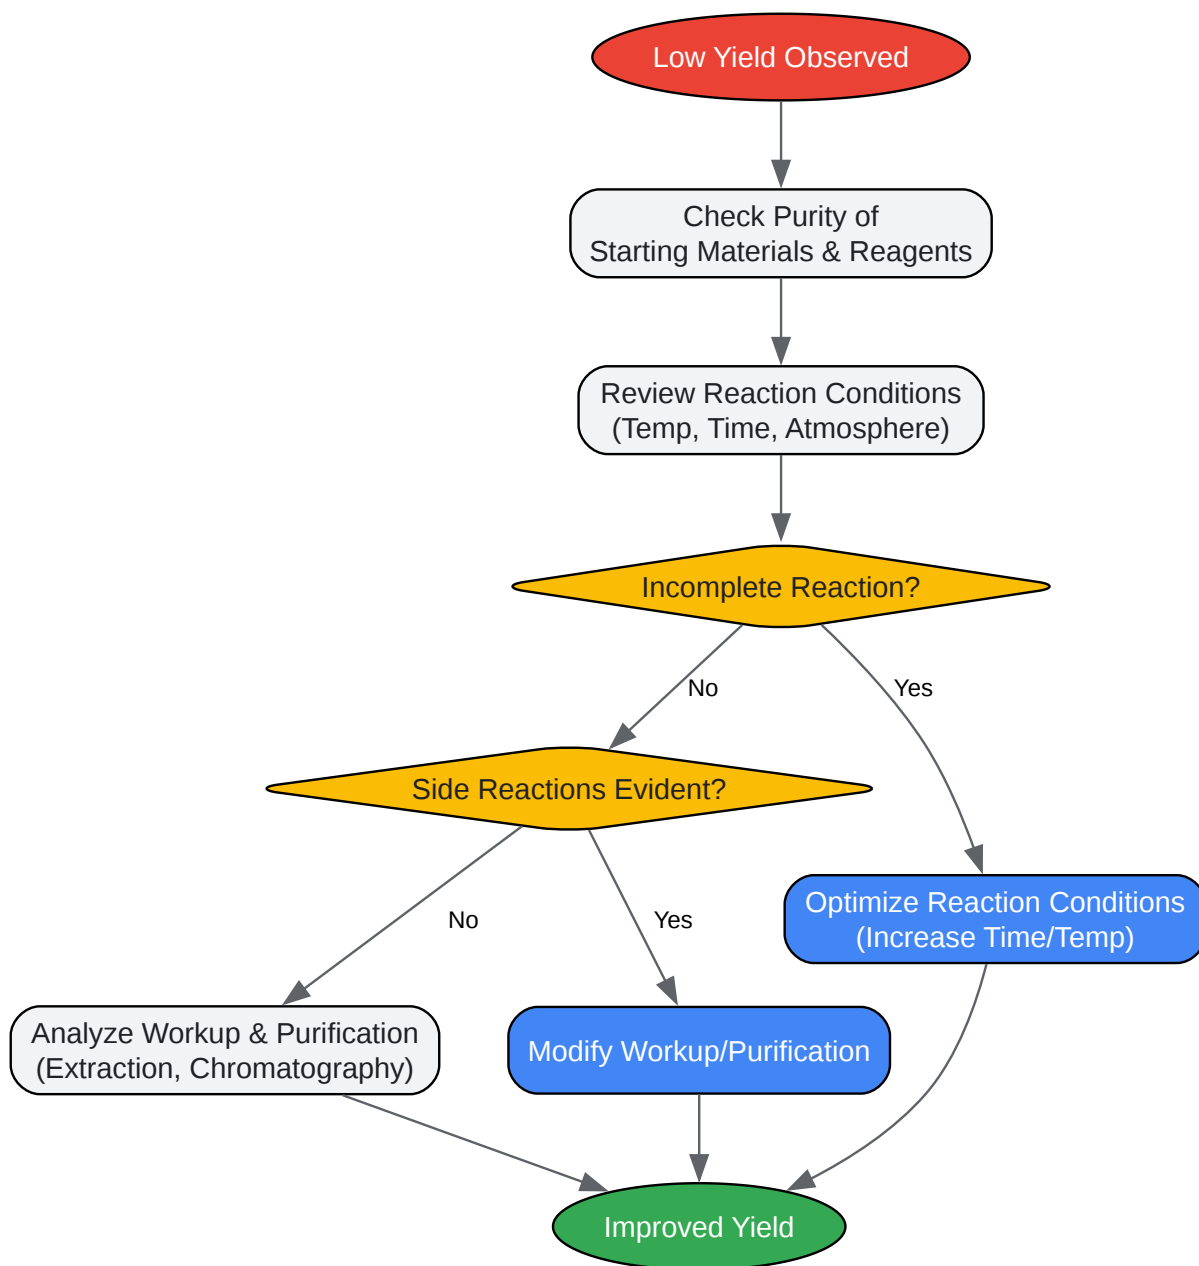 Low Yield Observed
Check Purity of
Starting Materials & Reagents
Review Reaction Conditions
(Temp, Time, Atmosphere)
Incomplete Reaction?
No
Yes
Side Reactions Evident?
No
Yes
Optimize Reaction Conditions
(Increase Time/Temp)
Analyze Workup & Purification
(Extraction, Chromatography)
Modify Workup/Purification
Improved Yield